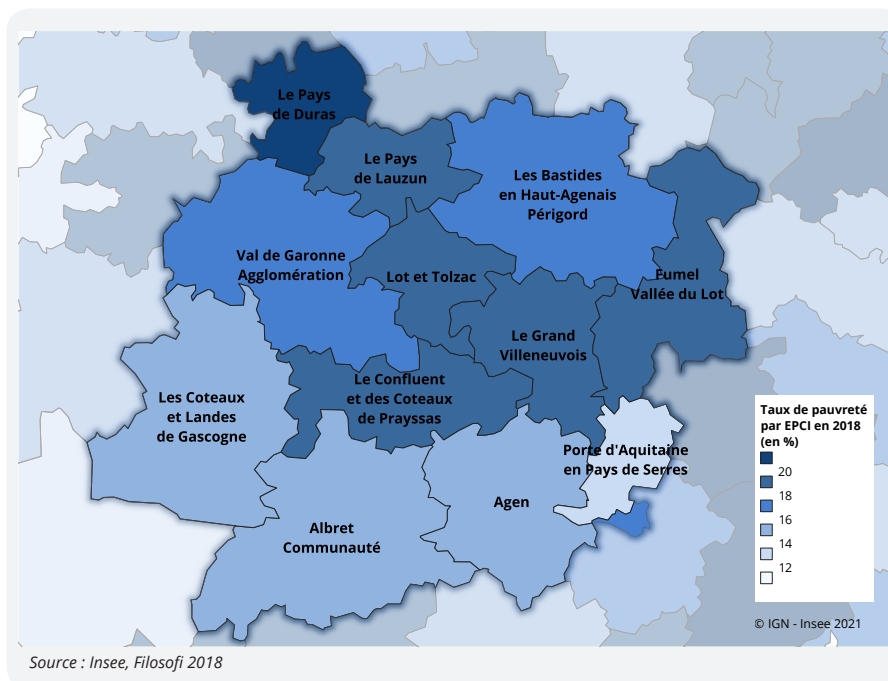 Le Pays
de Duras
Le Pays
de Lauzun
Les Bastides
en Haut-Agenais
Périgord
Val de Garonne
Agglomération
Lot et Tolzac
Fumel
Vallée du Lot
Le Grand
Villeneuvois
Le Confluent
et des Coteaux
de Prayssas
Les Coteaux
et Landes
de Gascogne
Porte d'Aquitaine
en Pays de Serres
Agen
Albret
Communauté
Taux de pauvreté
par EPCI en 2018
(en %)
20
18
16
14
12
© IGN - Insee 2021
Source : Insee, Filosofi 2018